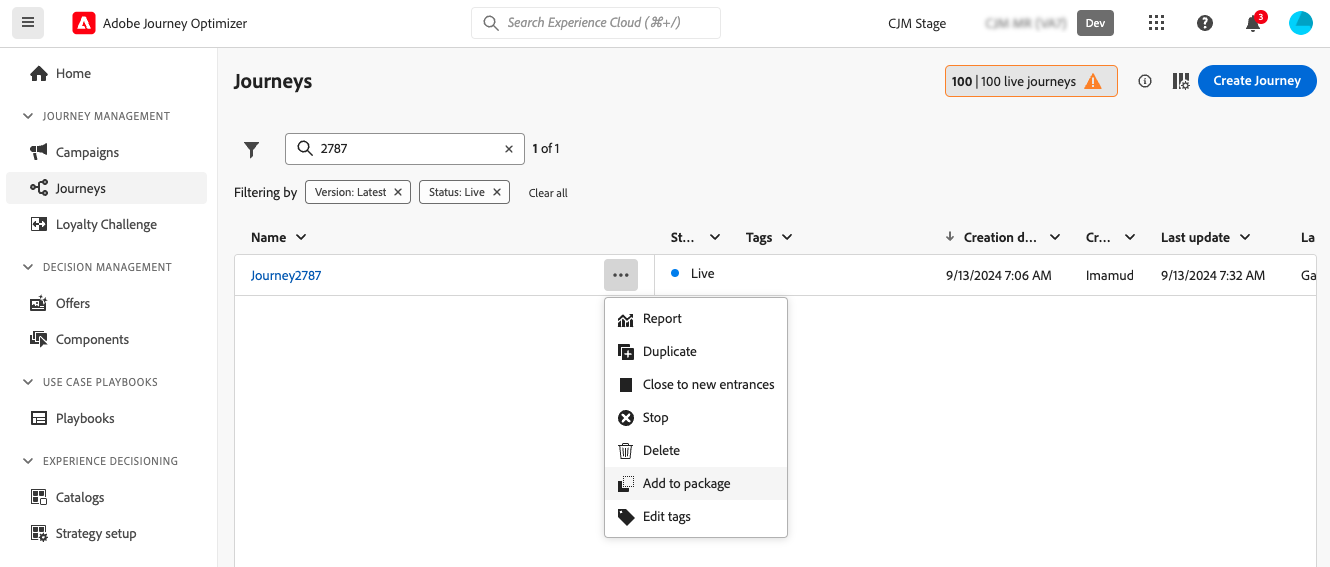 Adobe Journey Optimizer
Search Experience Cloud (⌘+/)
CJM Stage
Dev
3
Home
JOURNEY MANAGEMENT
Campaigns
Journeys
Loyalty Challenge
DECISION MANAGEMENT
Offers
Components
USE CASE PLAYBOOKS
Playbooks
EXPERIENCE DECISIONING
Catalogs
Strategy setup
Journeys
100 | 100 live journeys
Create Journey
2787
1 of 1
Filtering by
Version: Latest
Status: Live
Clear all
Name St... Tags Creation d... Cr... Last update La
Journey2787 Live 9/13/2024 7:06 AM Imamud 9/13/2024 7:32 AM Ga
Report
Duplicate
Close to new entrances
Stop
Delete
Add to package
Edit tags